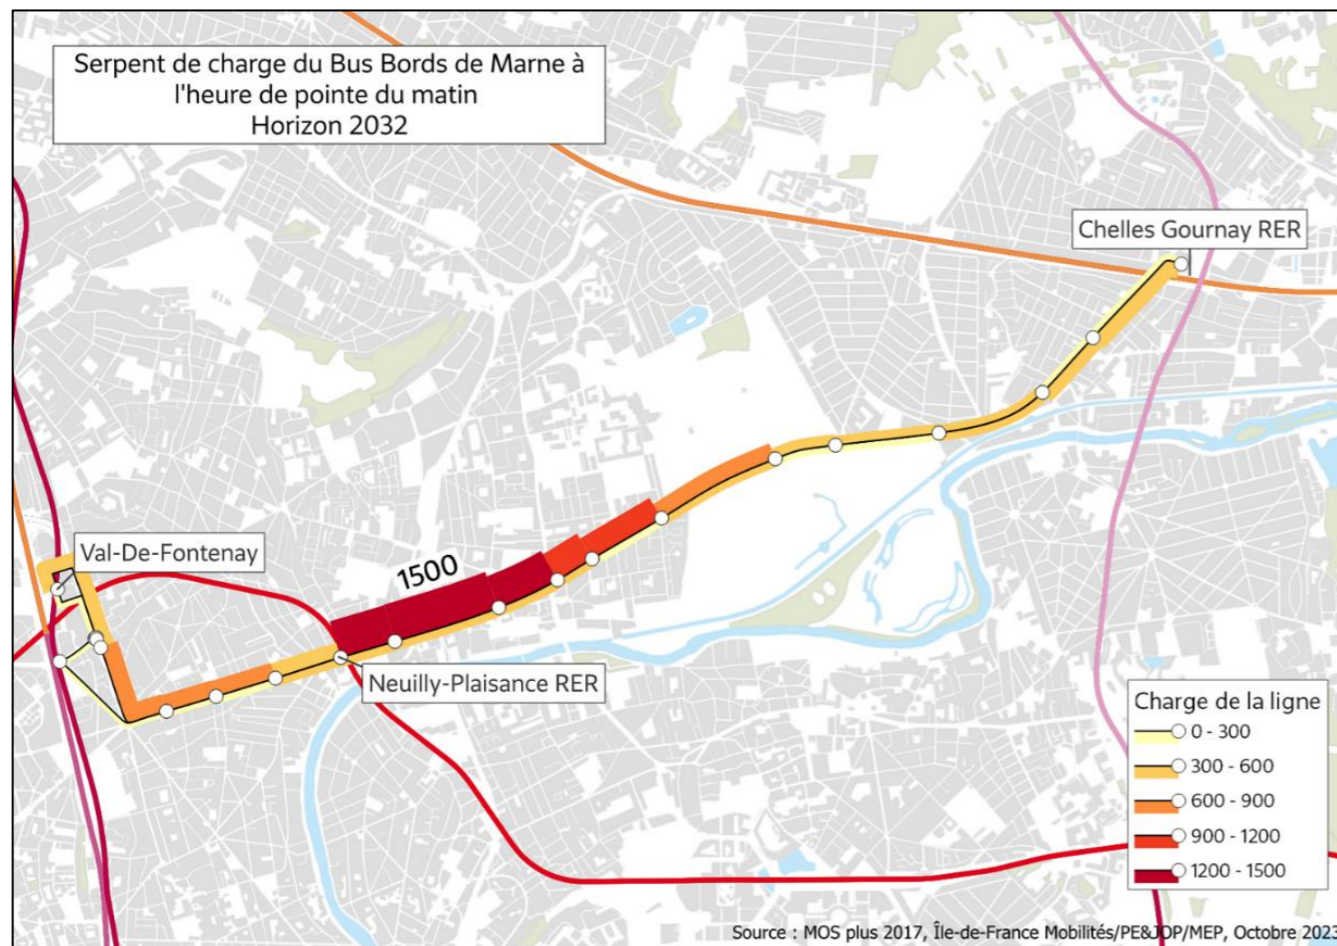 Serpent de charge du Bus Bords de Marne à
l'heure de pointe du matin
Horizon 2032
Chelles Gournay RER
Val-De-Fontenay
1500
Neuilly-Plaisance RER
Charge de la ligne
0 - 300
300 - 600
600 - 900
900 - 1200
1200 - 1500
Source : MOS plus 2017, Île-de-France Mobilités/PE&JOP/MEP, Octobre 2023